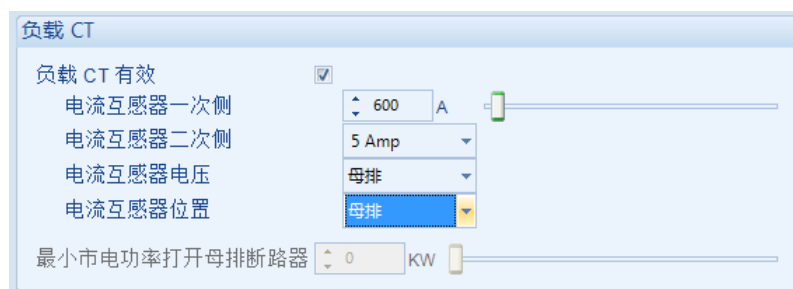 负载 CT
负载 CT 有效
电流互感器一次侧 600 A
电流互感器二次侧 5 Amp
电流互感器电压 母排
电流互感器位置 母排
最小市电功率打开母排断路器 0 KW